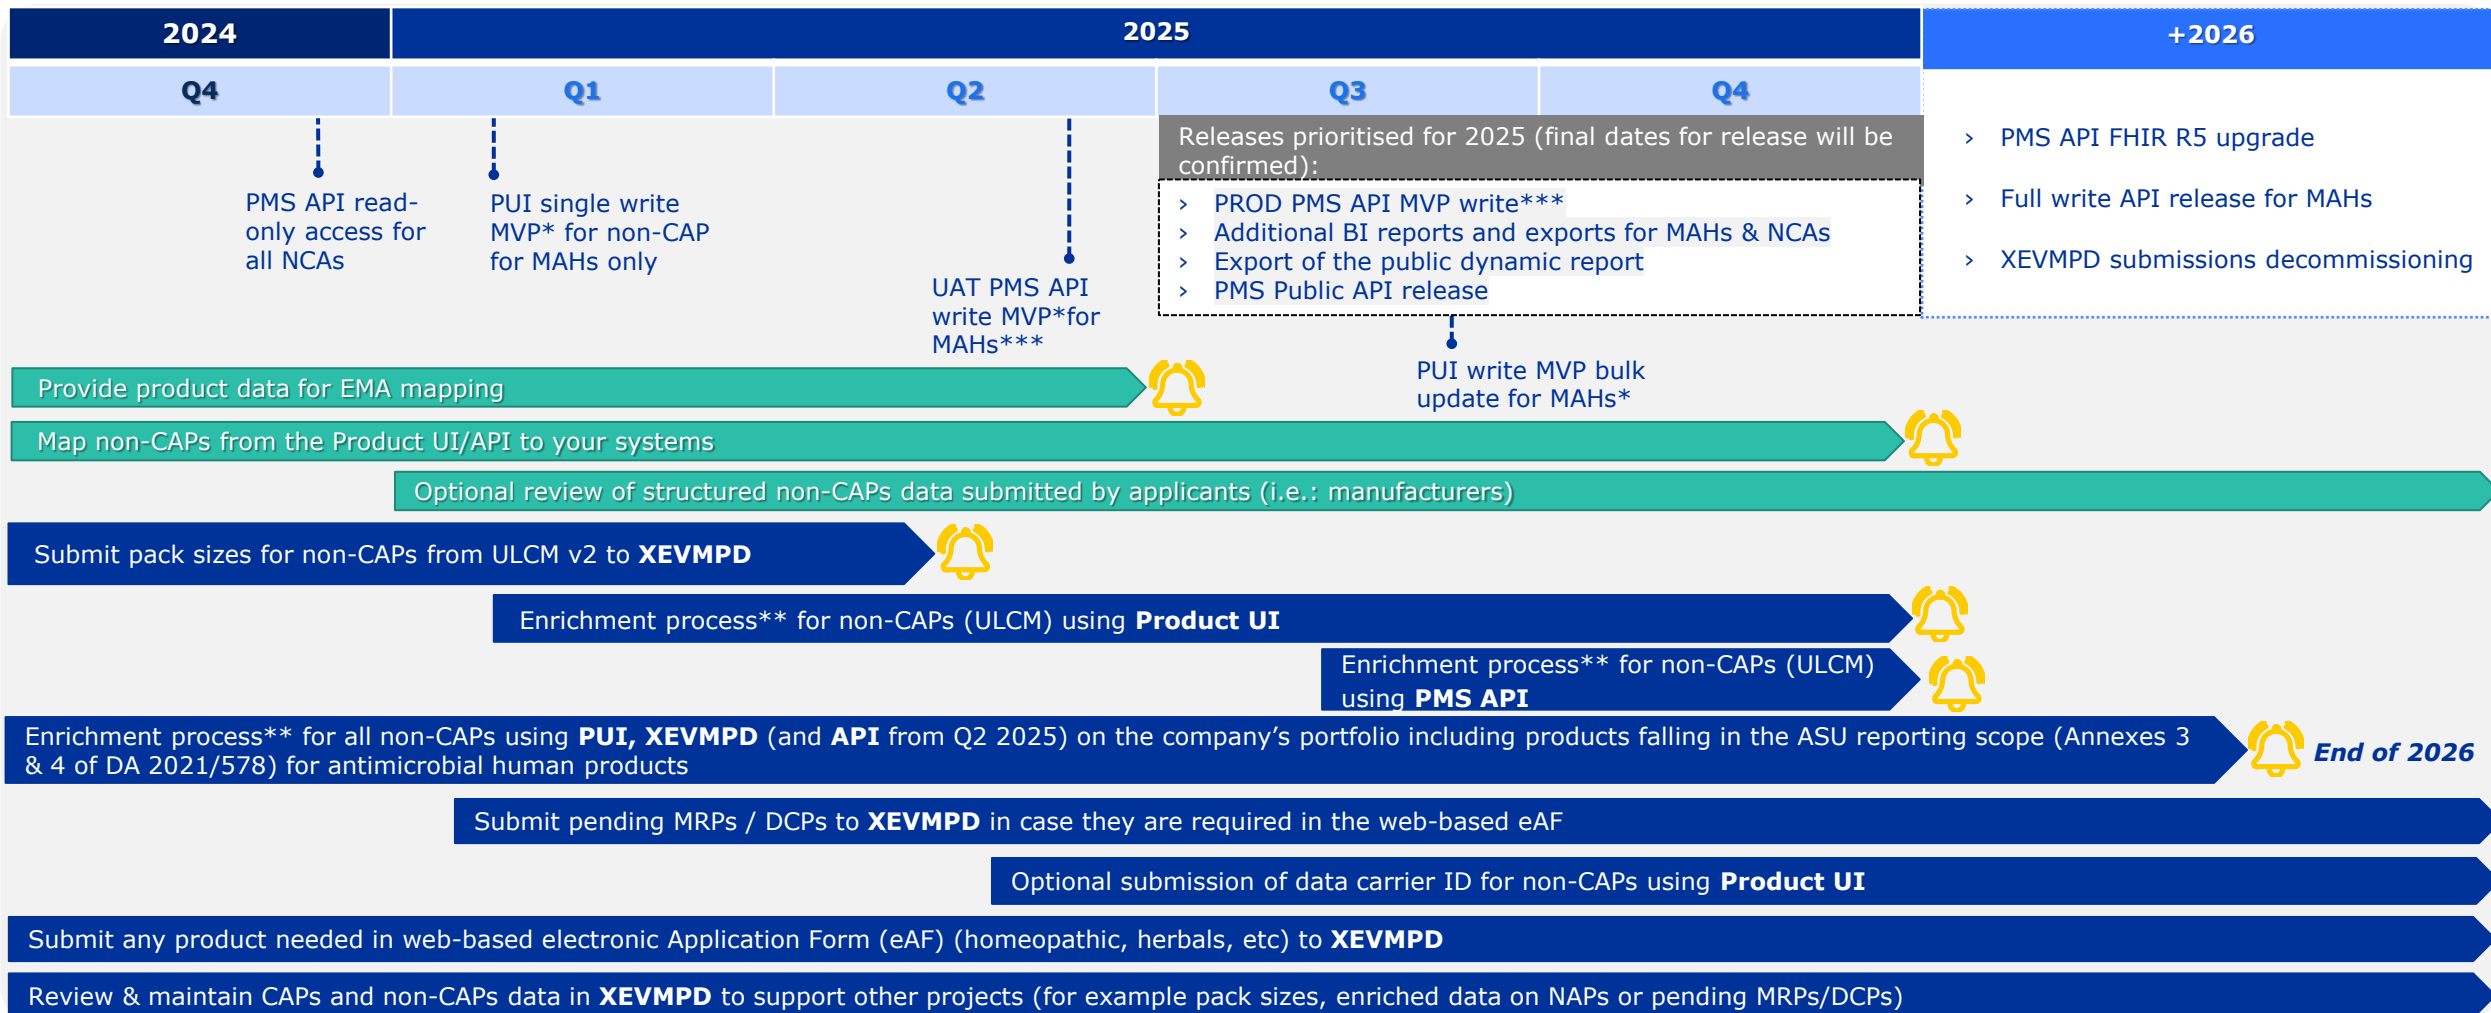 2024
2025
+2026
Q4
Q1
Q2
Q3
Q4
PMS API read-
only access for
all NCAs
PUI single write
MVP* for non-CAP
for MAHs only
UAT PMS API
write MVP*for
MAHs***
Releases prioritised for 2025 (final dates for release will be
confirmed):
› PROD PMS API MVP write***
› Additional BI reports and exports for MAHs & NCAs
› Export of the public dynamic report
› PMS Public API release
PUI write MVP bulk
update for MAHs*
› PMS API FHIR R5 upgrade
› Full write API release for MAHs
› XEVMPD submissions decommissioning
Provide product data for EMA mapping
Map non-CAPs from the Product UI/API to your systems
Optional review of structured non-CAPs data submitted by applicants (i.e.: manufacturers)
Submit pack sizes for non-CAPs from ULCM v2 to XEVMPD
Enrichment process** for non-CAPs (ULCM) using Product UI
Enrichment process** for non-CAPs (ULCM)
using PMS API
Enrichment process** for all non-CAPs using PUI, XEVMPD (and API from Q2 2025) on the company’s portfolio including products falling in the ASU reporting scope (Annexes 3
& 4 of DA 2021/578) for antimicrobial human products
End of 2026
Submit pending MRPs / DCPs to XEVMPD in case they are required in the web-based eAF
Optional submission of data carrier ID for non-CAPs using Product UI
Submit any product needed in web-based electronic Application Form (eAF) (homeopathic, herbals, etc) to XEVMPD
Review & maintain CAPs and non-CAPs data in XEVMPD to support other projects (for example pack sizes, enriched data on NAPs or pending MRPs/DCPs)